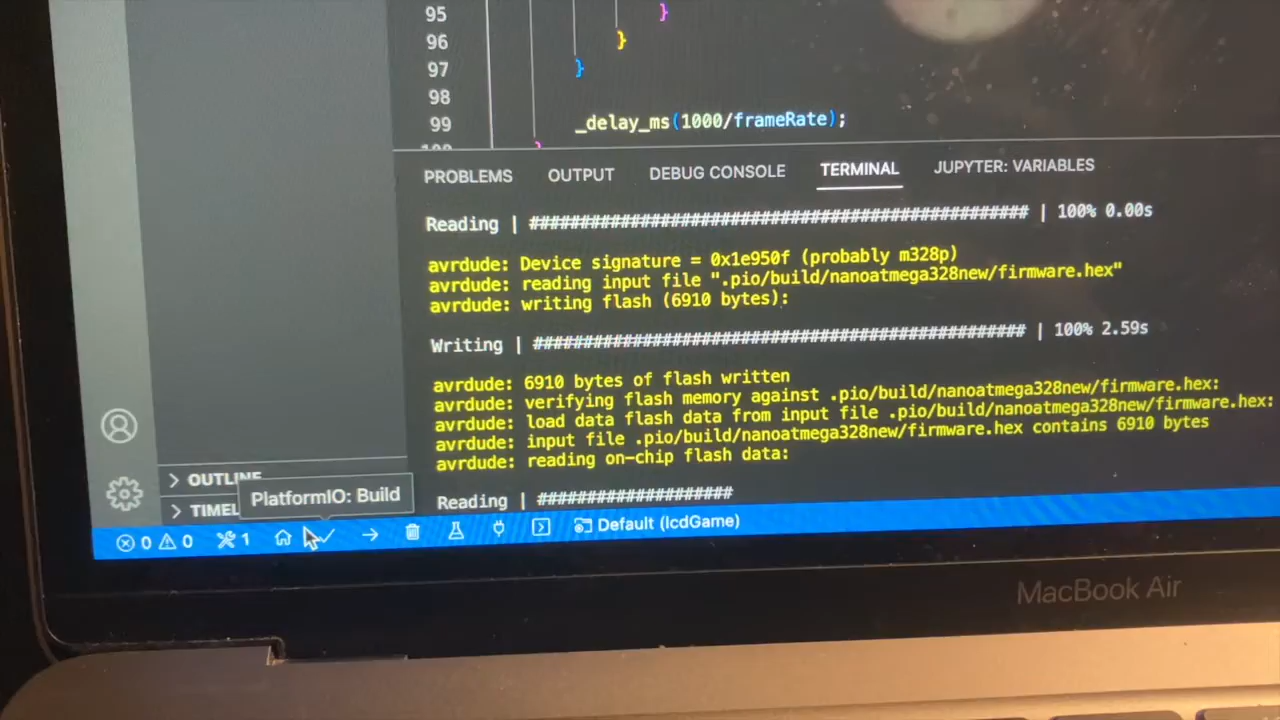 95 }
96 }
97 }
98
99 _delay_ms(1000/frameRate);
PROBLEMS OUTPUT DEBUG CONSOLE TERMINAL JUPYTER: VARIABLES
Reading | ################################################## | 100% 0.00s
avrdude: Device signature = 0x1e950f (probably m328p)
avrdude: reading input file ".pio/build/nanoatmega328new/firmware.hex"
avrdude: writing flash (6910 bytes):
Writing | ################################################## | 100% 2.59s
avrdude: 6910 bytes of flash written
avrdude: verifying flash memory against .pio/build/nanoatmega328new/firmware.hex:
avrdude: load data flash data from input file .pio/build/nanoatmega328new/firmware.hex:
avrdude: input file .pio/build/nanoatmega328new/firmware.hex contains 6910 bytes
avrdude: reading on-chip flash data:
Reading | ####################
OUTLINE
TIMEL
PlatformIO: Build
0 0 1 Default (lcdGame)
MacBook Air